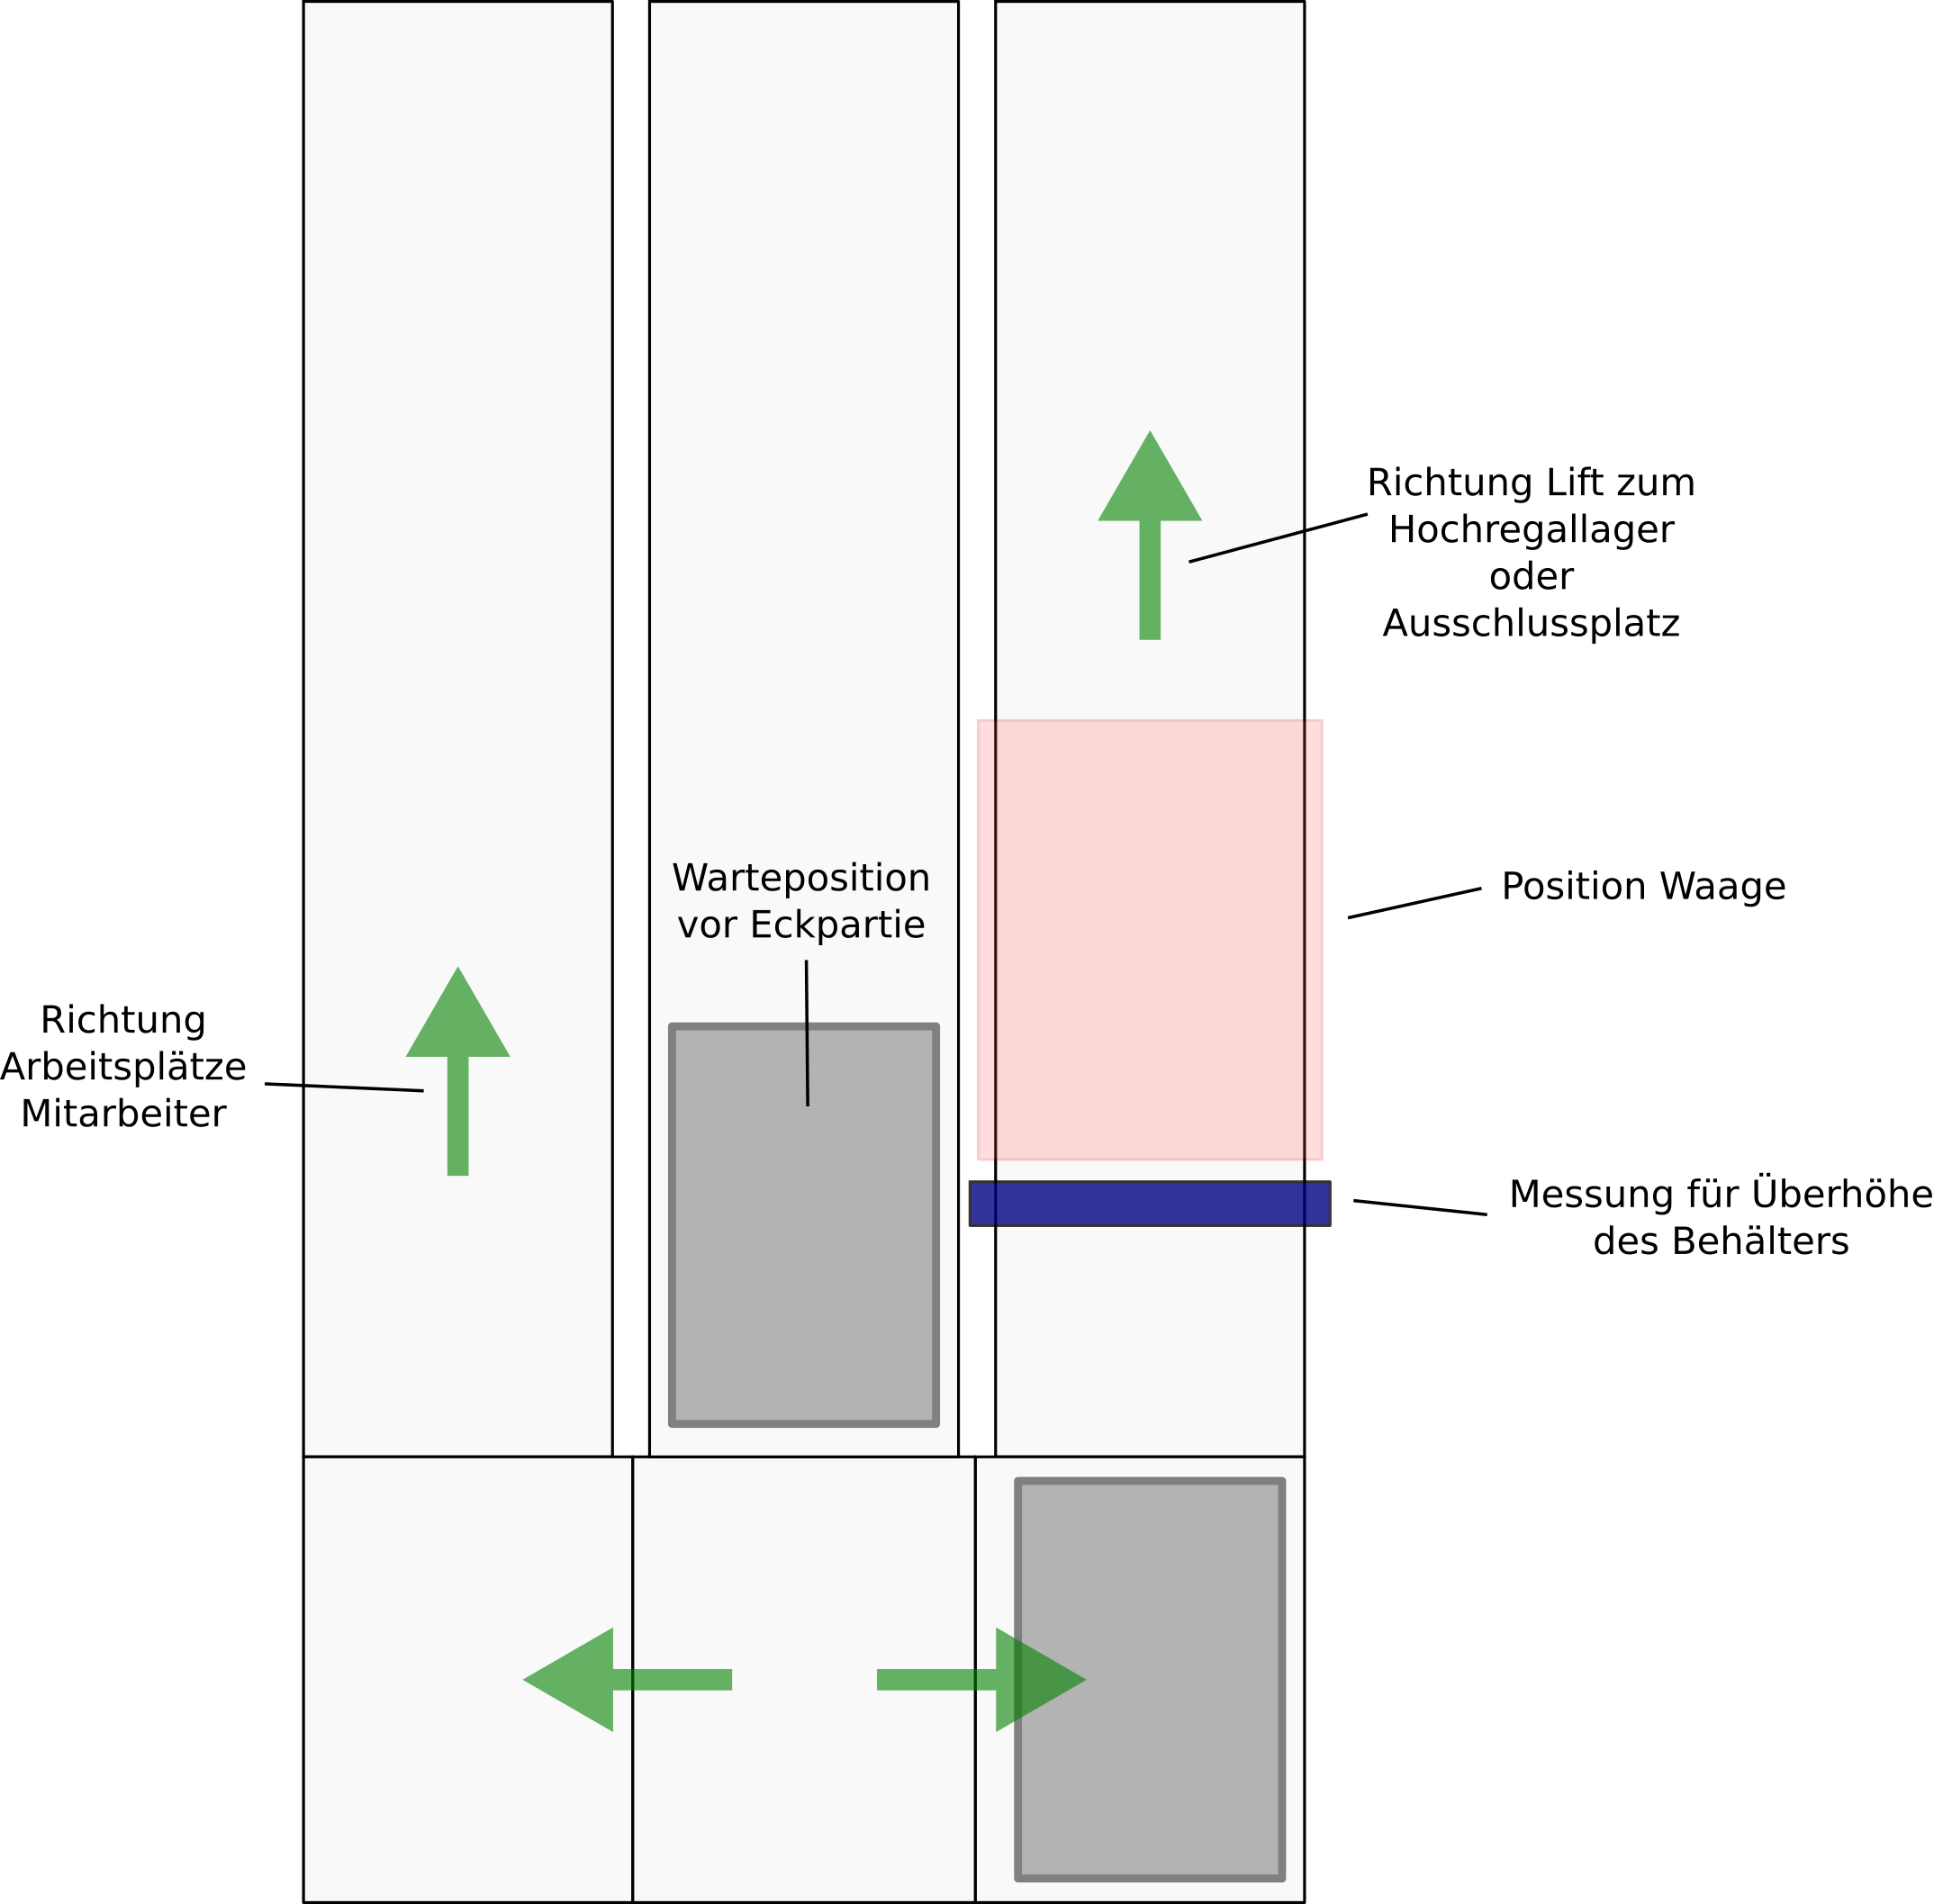 Richtung Lift zum
Hochregallager
oder
Ausschlussplatz
Warteposition
vor Eckpartie
Position Waage
Richtung
Arbeitsplätze
Mitarbeiter
Messung für Überhöhe
des Behälters